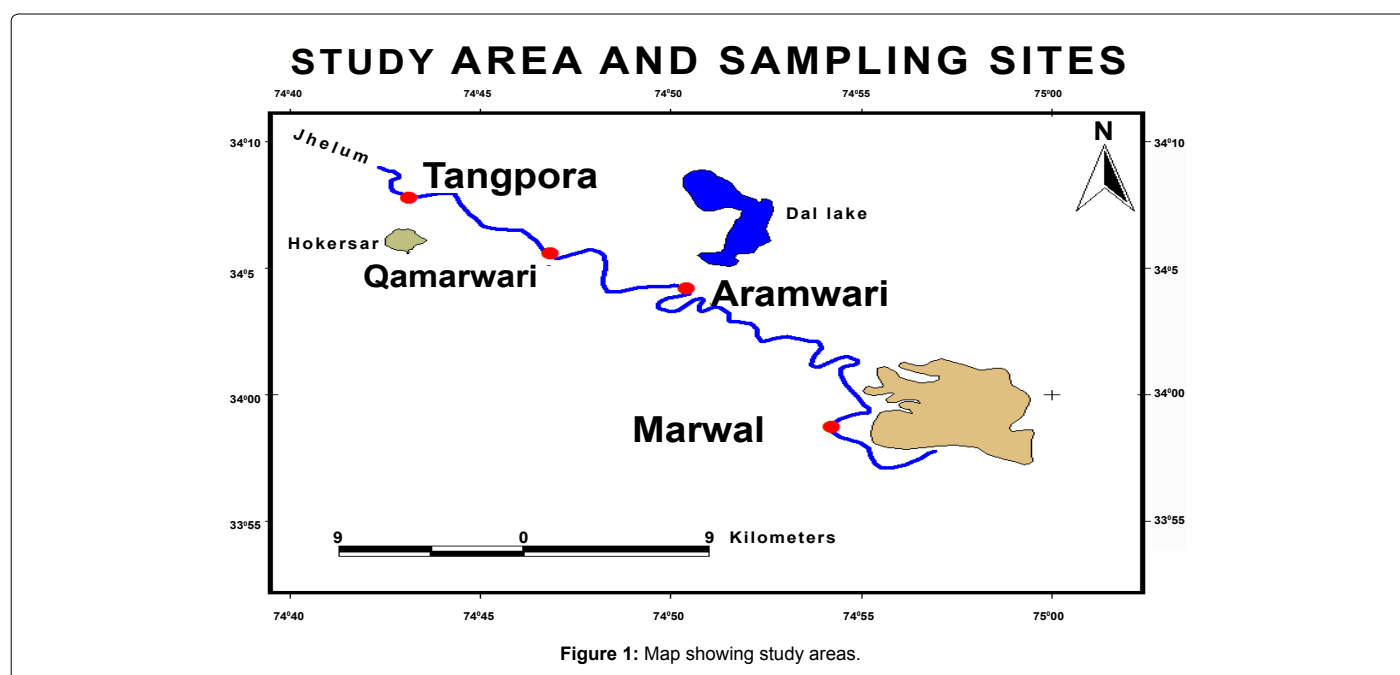 STUDY AREA AND SAMPLING SITES
74º40 74º45 74º50 74º55 75º00
N
34º10 Jhelum 34º10
Tangpora
Dal lake
Hokersar
Qamarwari
34º5 34º5
Aramwari
34º00 34º00
Marwal
33º55 33º55
9 0 9 Kilometers
74º40 74º45 74º50 74º55 75º00
Figure 1: Map showing study areas.